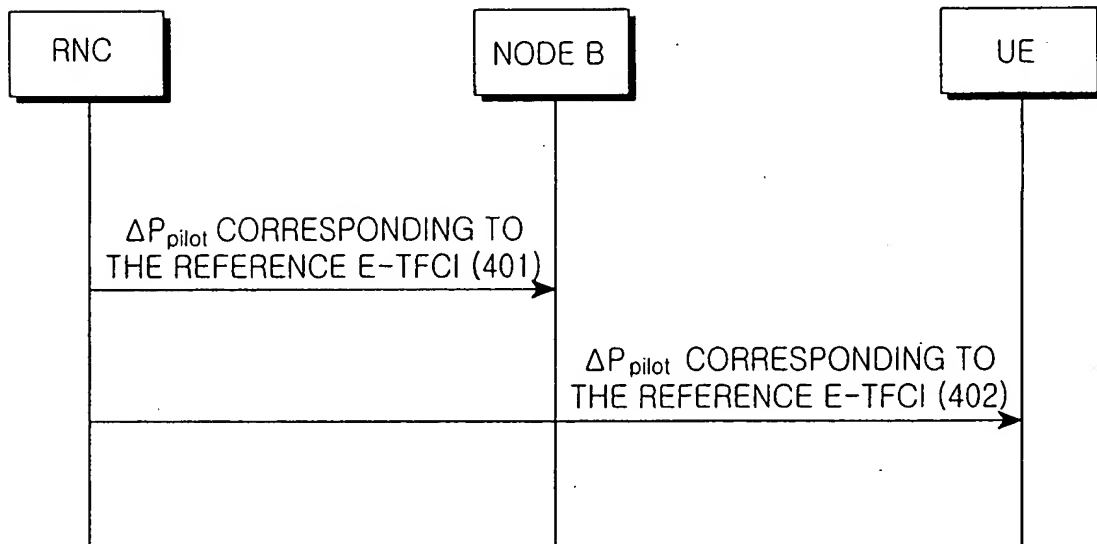 RNC
NODE B
UE
ΔPpilot CORRESPONDING TO
THE REFERENCE E-TFCI (401)
ΔPpilot CORRESPONDING TO
THE REFERENCE E-TFCI (402)